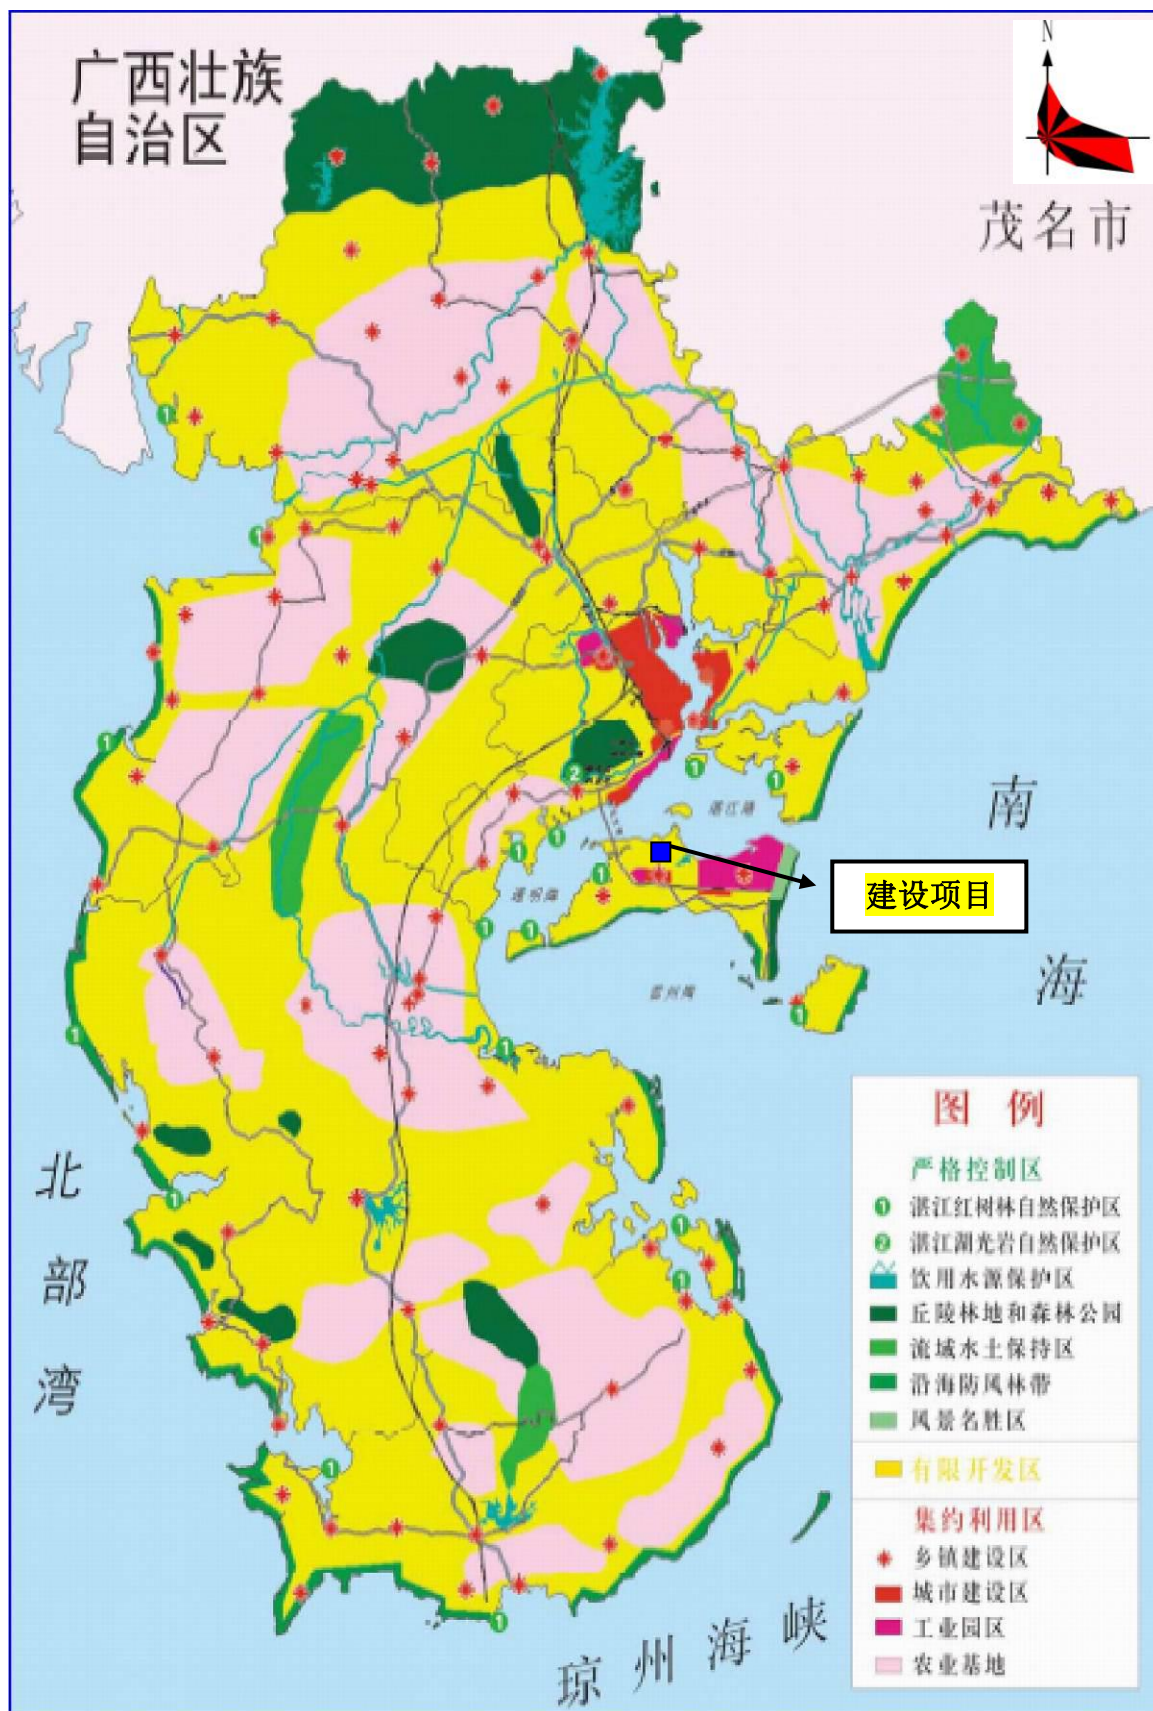 广西壮族
自治区
N
茂名市
南
海
湛江港
建设项目
通明海
雷州湾
北
部
湾
琼州海峡
图 例
严格控制区
1 湛江红树林自然保护区
2 湛江湖光岩自然保护区
饮用水源保护区
丘陵林地和森林公园
流域水土保持区
沿海防风林带
风景名胜区
有限开发区
集约利用区
乡镇建设区
城市建设区
工业园区
农业基地